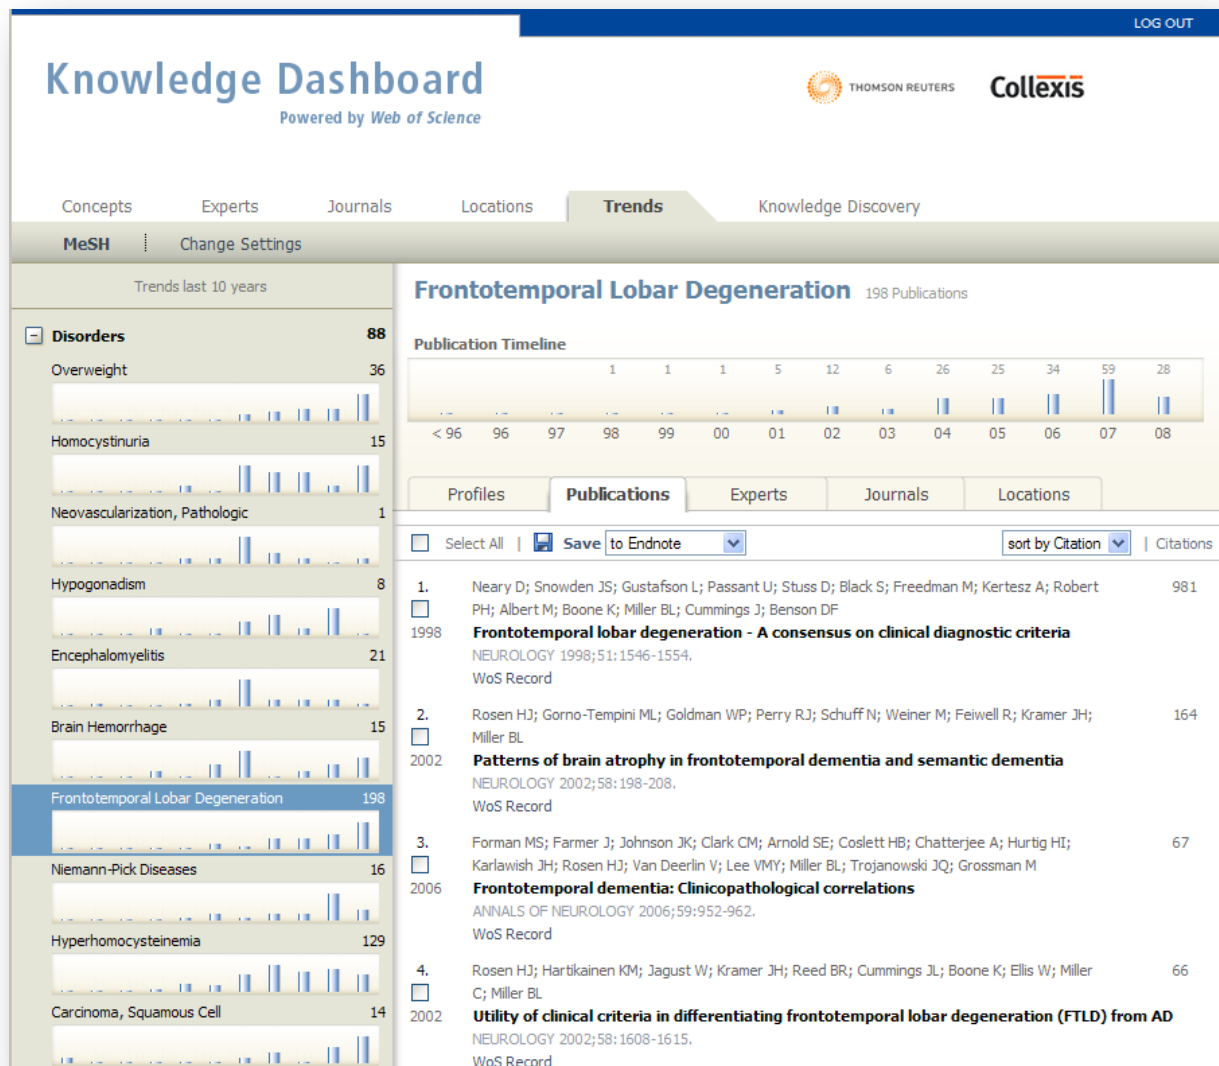 LOG OUT
Knowledge Dashboard
Powered by Web of Science
THOMSON REUTERS
Collexis
Concepts Experts Journals Locations Trends Knowledge Discovery
MeSH Change Settings
Trends last 10 years
Disorders 88
Overweight 36
Homocystinuria 15
Neovascularization, Pathologic 1
Hypogonadism 8
Encephalomyelitis 21
Brain Hemorrhage 15
Frontotemporal Lobar Degeneration 198
Niemann-Pick Diseases 16
Hyperhomocysteinemia 129
Carcinoma, Squamous Cell 14
Frontotemporal Lobar Degeneration 198 Publications
Publication Timeline
1 1 1 5 12 6 26 25 34 59 28
< 96 96 97 98 99 00 01 02 03 04 05 06 07 08
Profiles Publications Experts Journals Locations
Select All | Save to Endnote sort by Citation | Citations
1. Neary D; Snowden JS; Gustafson L; Passant U; Stuss D; Black S; Freedman M; Kertesz A; Robert 981
PH; Albert M; Boone K; Miller BL; Cummings J; Benson DF
1998 Frontotemporal lobar degeneration - A consensus on clinical diagnostic criteria
NEUROLOGY 1998;51:1546-1554.
WoS Record
2. Rosen HJ; Gorno-Tempini ML; Goldman WP; Perry RJ; Schuff N; Weiner M; Feiwell R; Kramer JH; 164
Miller BL
2002 Patterns of brain atrophy in frontotemporal dementia and semantic dementia
NEUROLOGY 2002;58:198-208.
WoS Record
3. Forman MS; Farmer J; Johnson JK; Clark CM; Arnold SE; Coslett HB; Chatterjee A; Hurtig HI; 67
Karlawish JH; Rosen HJ; Van Deerlin V; Lee VMY; Miller BL; Trojanowski JQ; Grossman M
2006 Frontotemporal dementia: Clinicopathological correlations
ANNALS OF NEUROLOGY 2006;59:952-962.
WoS Record
4. Rosen HJ; Hartikainen KM; Jagust W; Kramer JH; Reed BR; Cummings JL; Boone K; Ellis W; Miller 66
C; Miller BL
2002 Utility of clinical criteria in differentiating frontotemporal lobar degeneration (FTLD) from AD
NEUROLOGY 2002;58:1608-1615.
WoS Record